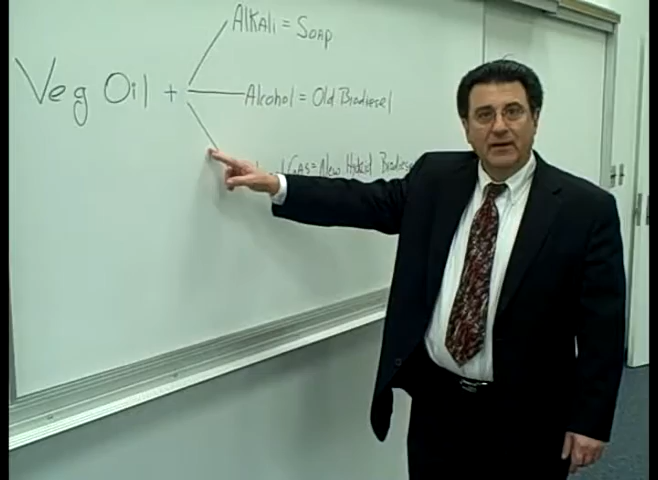 Alkali = Soap
Veg Oil +
Alcohol = Old Biodiesel
Gas = New Hybrid Biodiesel